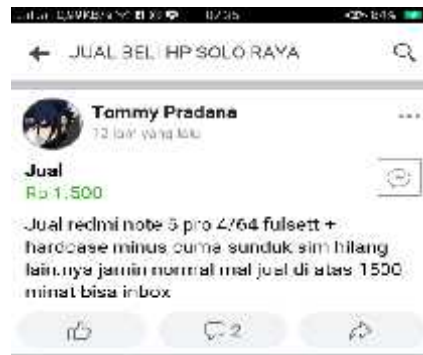 JUAL BELI HP SOLO RAYA
Tommy Pradana
12 jam yang lalu
Jual
Rp 1.500
Jual redmi note 5 pro 4/64 fulsett +
hardcase minus cuma sunduk sim hilang
lainnya jamin normal mal jual di atas 1500
minat bisa inbox
2